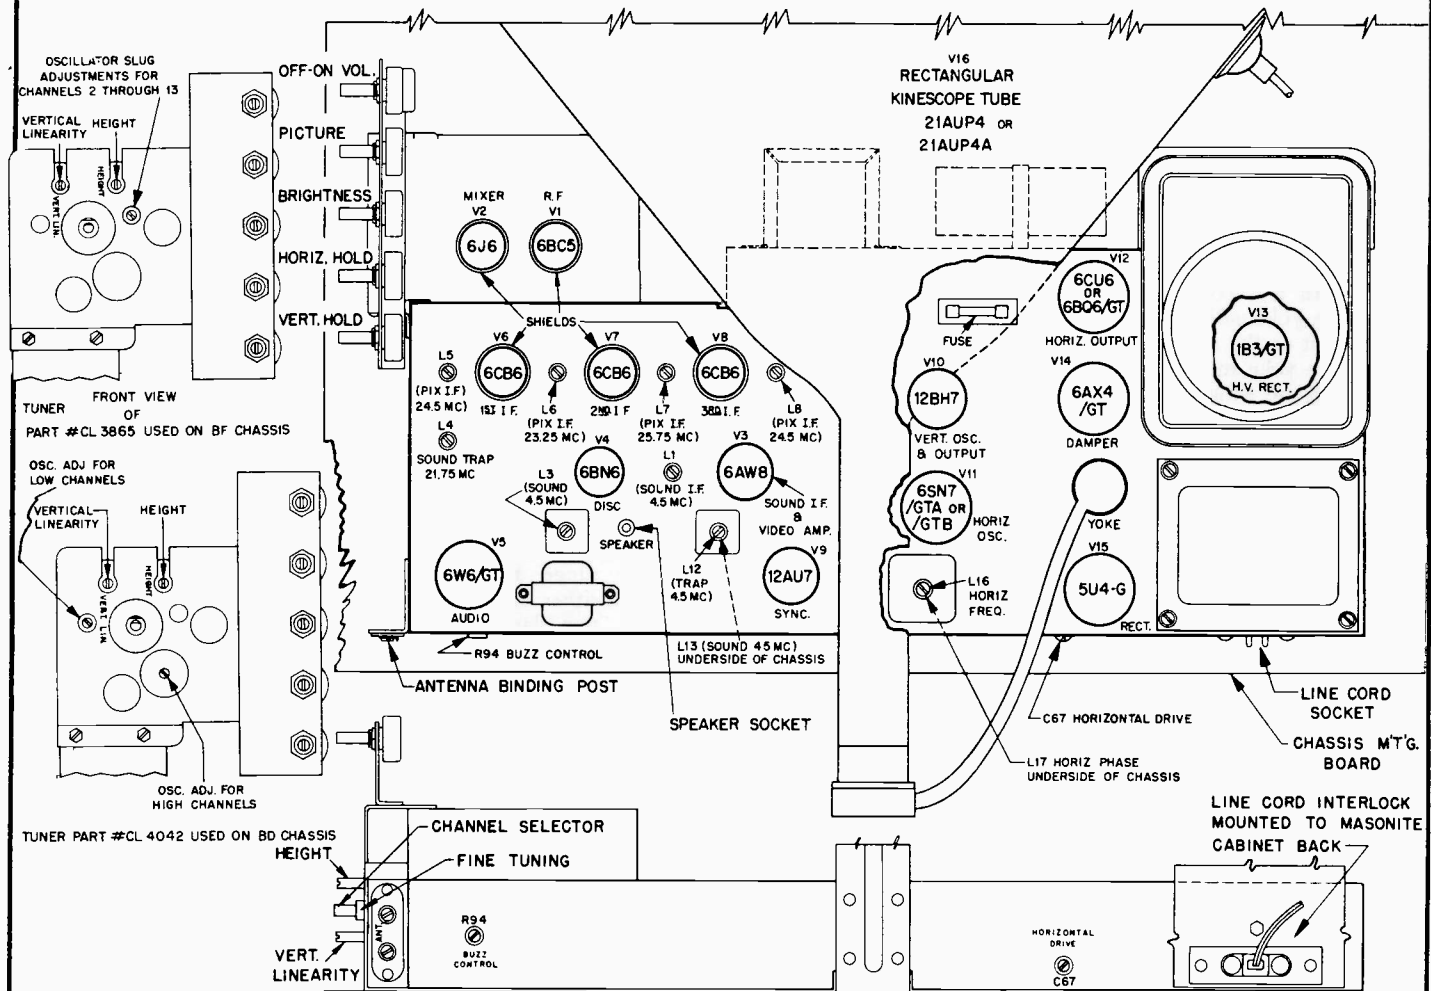 OSCILLATOR SLUG
ADJUSTMENTS FOR
CHANNELS 2 THROUGH 13
VERTICAL
LINEARITY
HEIGHT
HEIGHT
VERT. LIN.
FRONT VIEW
OF
TUNER
PART #CL3865 USED ON BF CHASSIS
OSC. ADJ FOR
LOW CHANNELS
VERTICAL
LINEARITY
HEIGHT
HEIGHT
VERT. LIN.
OSC. ADJ. FOR
HIGH CHANNELS
TUNER PART #CL 4042 USED ON BD CHASSIS
OFF-ON VOL.
PICTURE
BRIGHTNESS
HORIZ. HOLD
VERT. HOLD
MIXER
V2
6J6
R.F
V1
6BC5
SHIELDS
V6
6CB6
1ST I.F.
V7
6CB6
2ND I F
V8
6CB6
3RD I.F.
L5
(PIX I.F)
24.5 MC)
L6
(PIX I.F.
23.25 MC)
L7
(PIX I.F.
25.75 MC)
L8
(PIX I.F.
24.5 MC)
L4
SOUND TRAP
21.75 MC
L3
(SOUND
4.5 MC)
V4
6BN6
DISC
L1
(SOUND I.F.
4.5 MC)
V3
6AW8
SOUND I.F.
&
VIDEO AMP.
SPEAKER
V5
6W6/GT
AUDIO
L12
(TRAP
4.5 MC)
V9
12AU7
SYNC.
R94 BUZZ CONTROL
L13 (SOUND 4.5 MC)
UNDERSIDE OF CHASSIS
ANTENNA BINDING POST
SPEAKER SOCKET
V16
RECTANGULAR
KINESCOPE TUBE
21AUP4 OR
21AUP4A
FUSE
V12
6CU6
OR
6BQ6/GT
HORIZ. OUTPUT
V13
1B3/GT
H.V. RECT.
V10
12BH7
VERT. OSC.
& OUTPUT
V14
6AX4
/GT
DAMPER
V11
6SN7
/GTA OR
/GTB
HORIZ
OSC.
YOKE
L16
HORIZ
FREQ.
V15
5U4-G
RECT.
C67 HORIZONTAL DRIVE
L17 HORIZ PHASE
UNDERSIDE OF CHASSIS
LINE CORD
SOCKET
CHASSIS M'T'G.
BOARD
LINE CORD INTERLOCK
MOUNTED TO MASONITE
CABINET BACK
HEIGHT
CHANNEL SELECTOR
FINE TUNING
VERT.
LINEARITY
ANT
R94
BUZZ
CONTROL
HORIZONTAL
DRIVE
C67